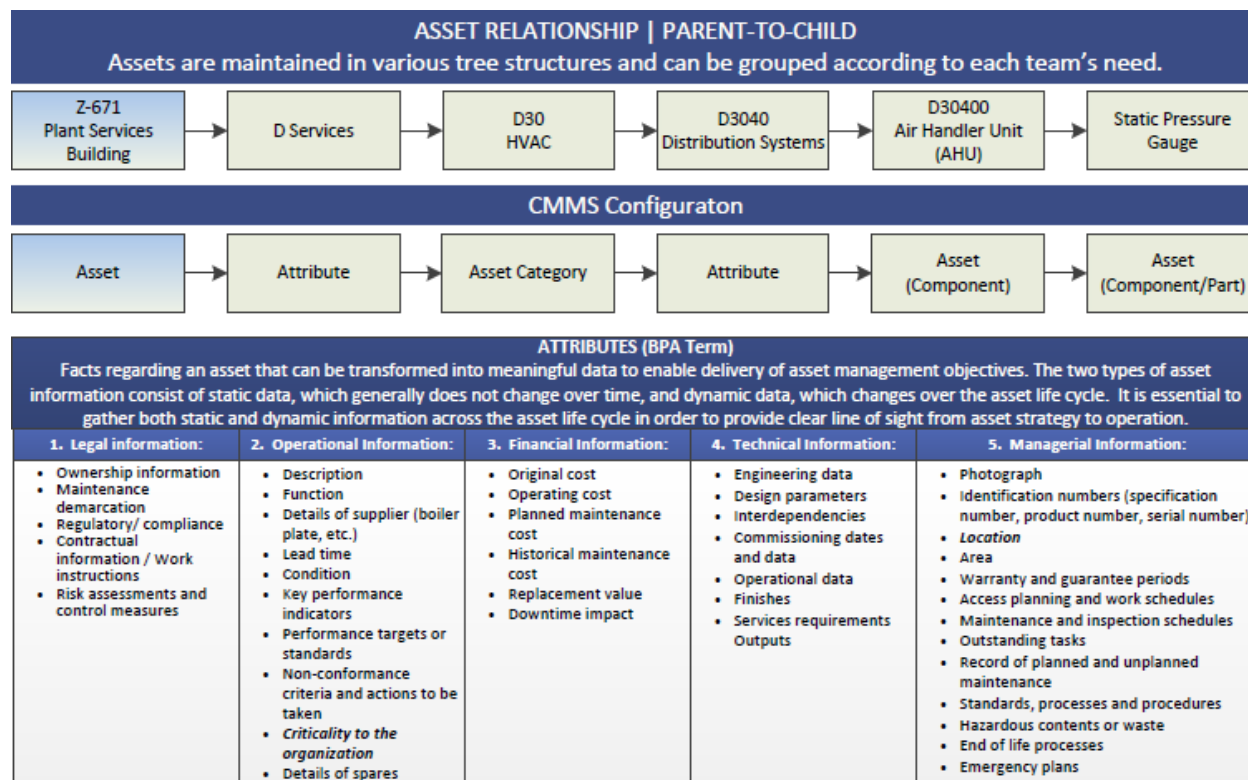 ASSET RELATIONSHIP | PARENT-TO-CHILD
Assets are maintained in various tree structures and can be grouped according to each team's need.
Z-671
Plant Services
Building
D Services
D30
HVAC
D3040
Distribution Systems
D30400
Air Handler Unit
(AHU)
Static Pressure
Gauge
CMMS Configuraton
Asset
Attribute
Asset Category
Attribute
Asset
(Component)
Asset
(Component/Part)
ATTRIBUTES (BPA Term)
Facts regarding an asset that can be transformed into meaningful data to enable delivery of asset management objectives. The two types of asset
information consist of static data, which generally does not change over time, and dynamic data, which changes over the asset life cycle. It is essential to
gather both static and dynamic information across the asset life cycle in order to provide clear line of sight from asset strategy to operation.
1. Legal information:
• Ownership information
• Maintenance
demarcation
• Regulatory/ compliance
• Contractual
information / Work
instructions
• Risk assessments and
control measures
2. Operational Information:
• Description
• Function
• Details of supplier (boiler
plate, etc.)
• Lead time
• Condition
• Key performance
indicators
• Performance targets or
standards
• Non-conformance
criteria and actions to be
taken
• Criticality to the
organization
• Details of spares
3. Financial Information:
• Original cost
• Operating cost
• Planned maintenance
cost
• Historical maintenance
cost
• Replacement value
• Downtime impact
4. Technical Information:
• Engineering data
• Design parameters
• Interdependencies
• Commissioning dates
and data
• Operational data
• Finishes
• Services requirements
Outputs
5. Managerial Information:
• Photograph
• Identification numbers (specification
number, product number, serial number)
• Location
• Area
• Warranty and guarantee periods
• Access planning and work schedules
• Maintenance and inspection schedules
• Outstanding tasks
• Record of planned and unplanned
maintenance
• Standards, processes and procedures
• Hazardous contents or waste
• End of life processes
• Emergency plans